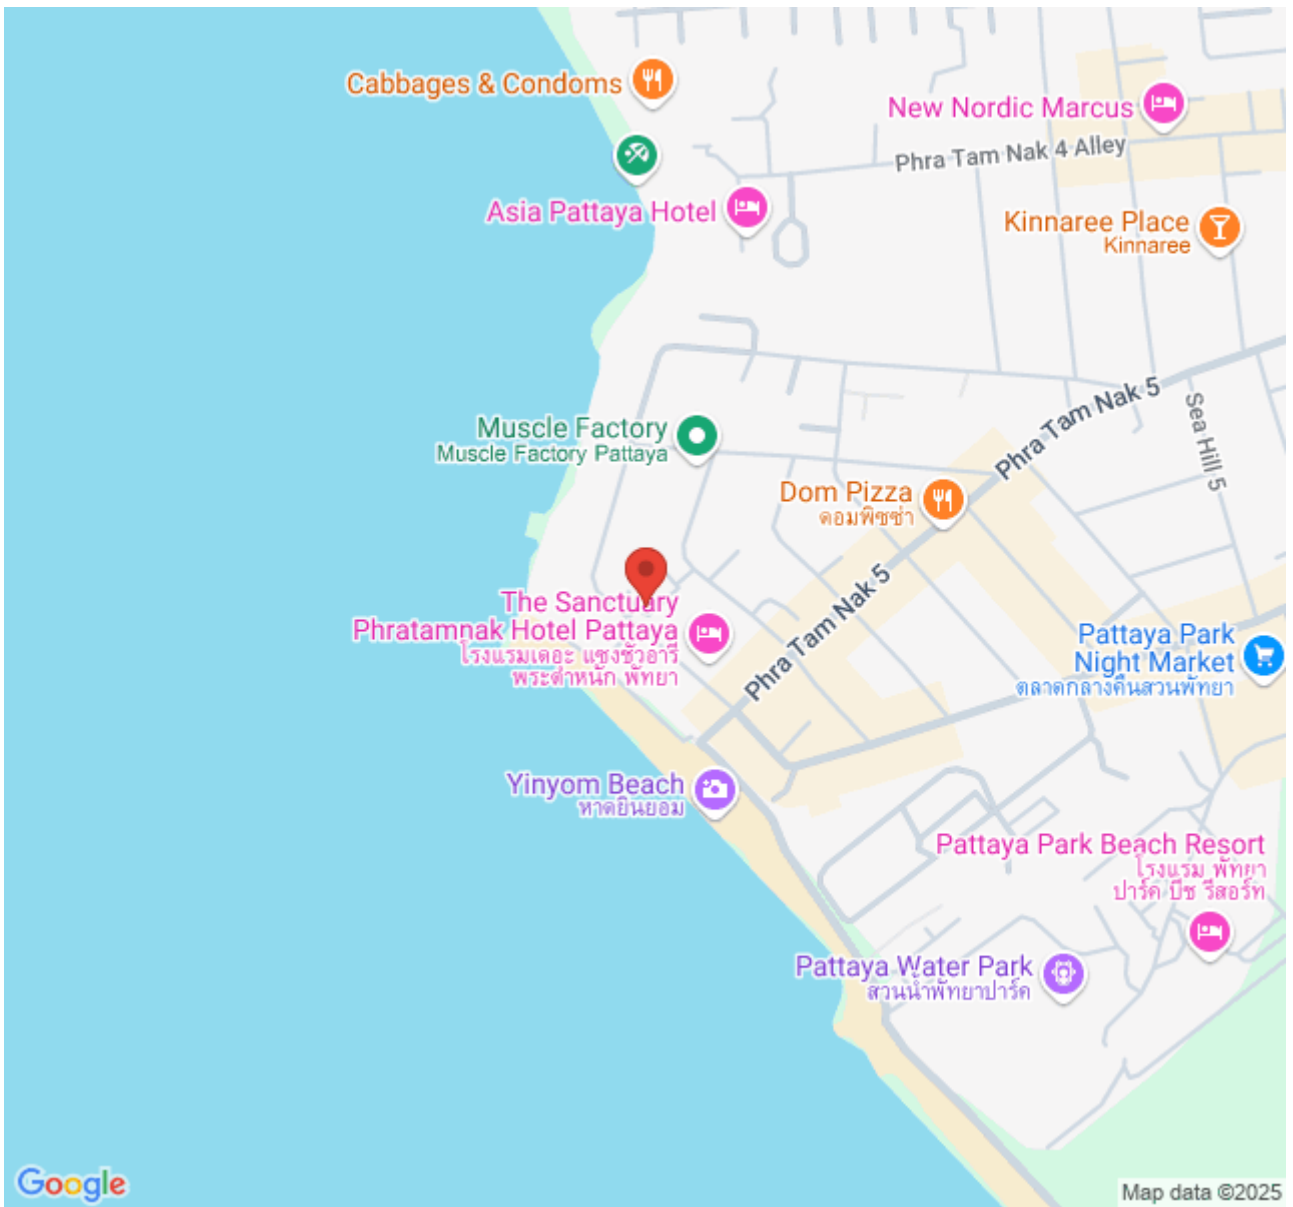 Cabbages & Condoms
New Nordic Marcus
Phra Tam Nak 4 Alley
Asia Pattaya Hotel
Kinnaree Place
Kinnaree
Phra Tam Nak 5
Sea Hill 5
Muscle Factory
Muscle Factory Pattaya
Dom Pizza
ดอมพิซซ่า
Phra Tam Nak 5
The Sanctuary
Phratamnak Hotel Pattaya
โรงแรมเดอะ แซงชัวอารี
พระตำหนัก พัทยา
Pattaya Park
Night Market
ตลาดกลางคืนสวนพัทยา
Yinyom Beach
หาดยินยอม
Pattaya Park Beach Resort
โรงแรม พัทยา
ปาร์ค บีช รีสอร์ท
Pattaya Water Park
สวนน้ำพัทยาปาร์ค
Google
Map data ©2025